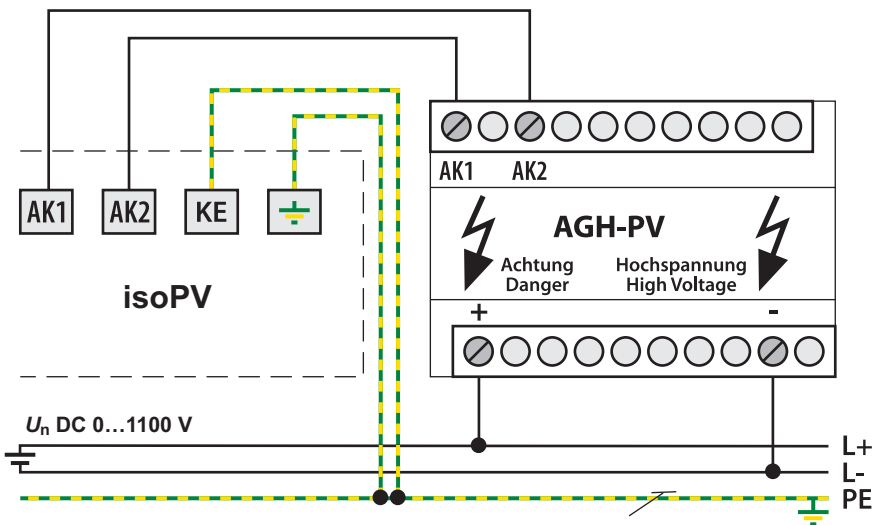 AK1 AK2
AK1 AK2 KE
AGH-PV
Achtung Hochspannung
Danger High Voltage
isoPV
+ -
Un DC 0...1100 V
L+
L-
PE